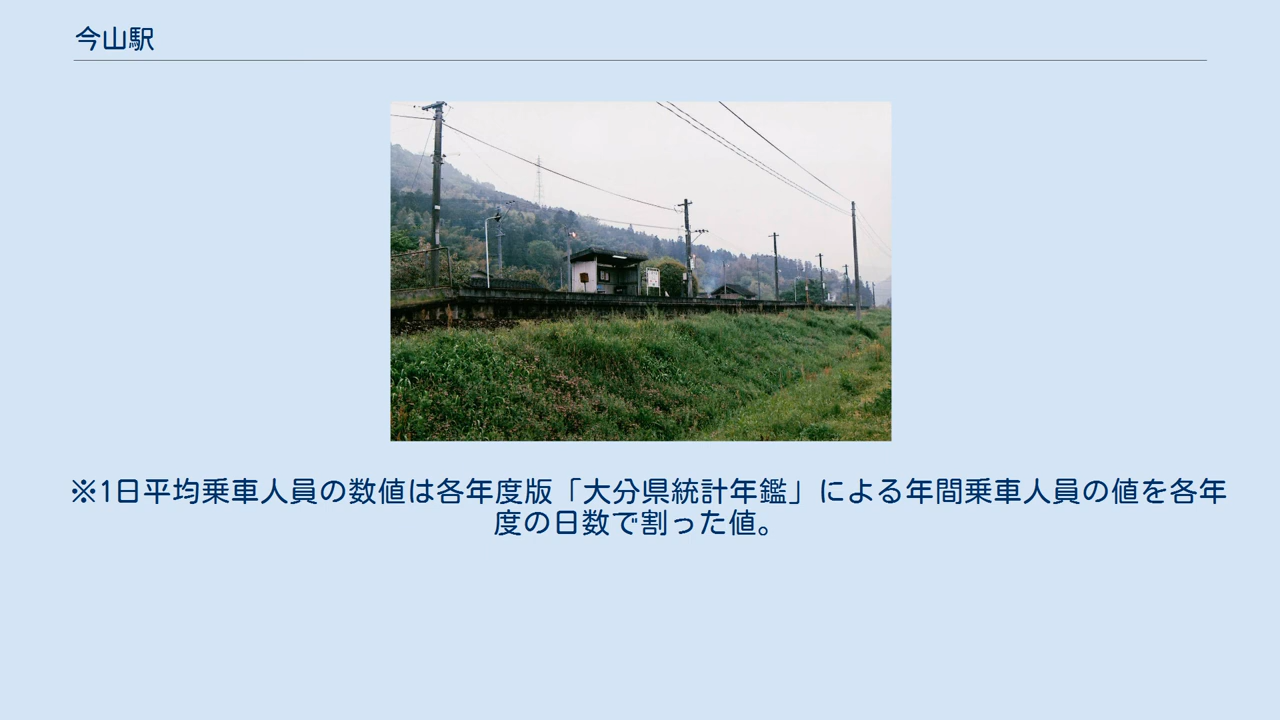 今山駅
※1日平均乗車人員の数値は各年度版「大分県統計年鑑」による年間乗車人員の値を各年
度の日数で割った値。